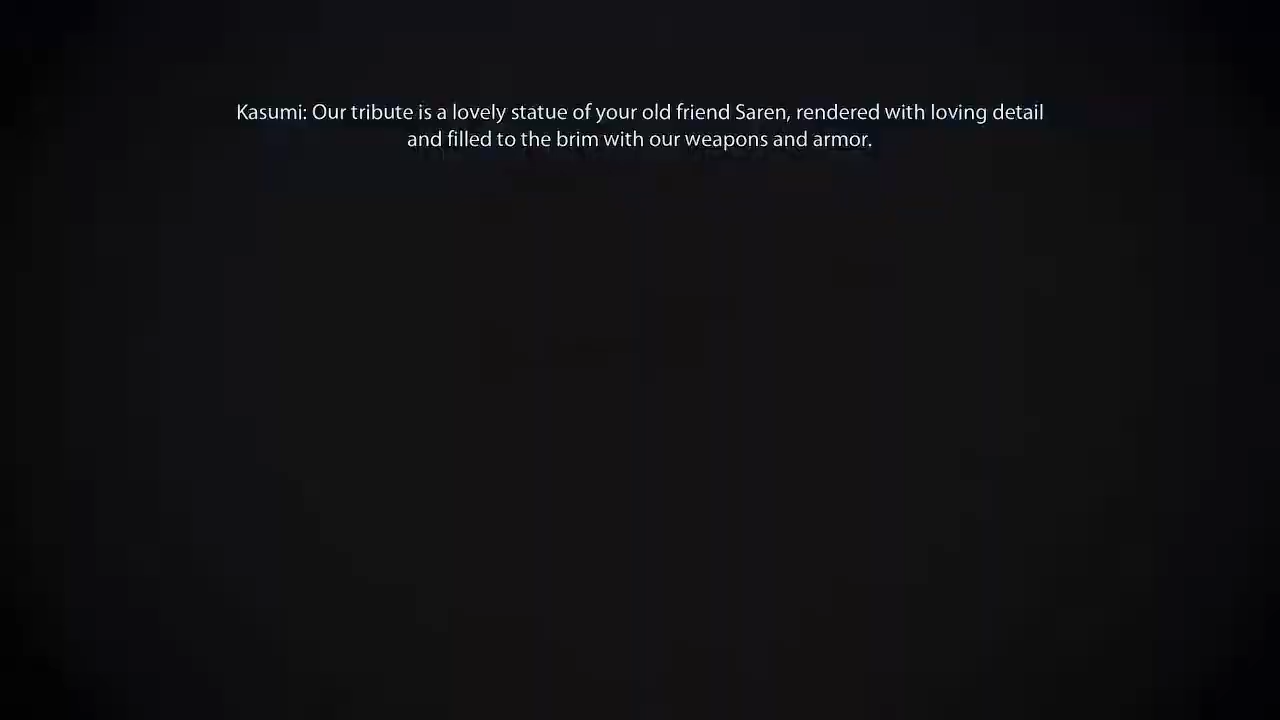 Kasumi: Our tribute is a lovely statue of your old friend Saren, rendered with loving detail
and filled to the brim with our weapons and armor.